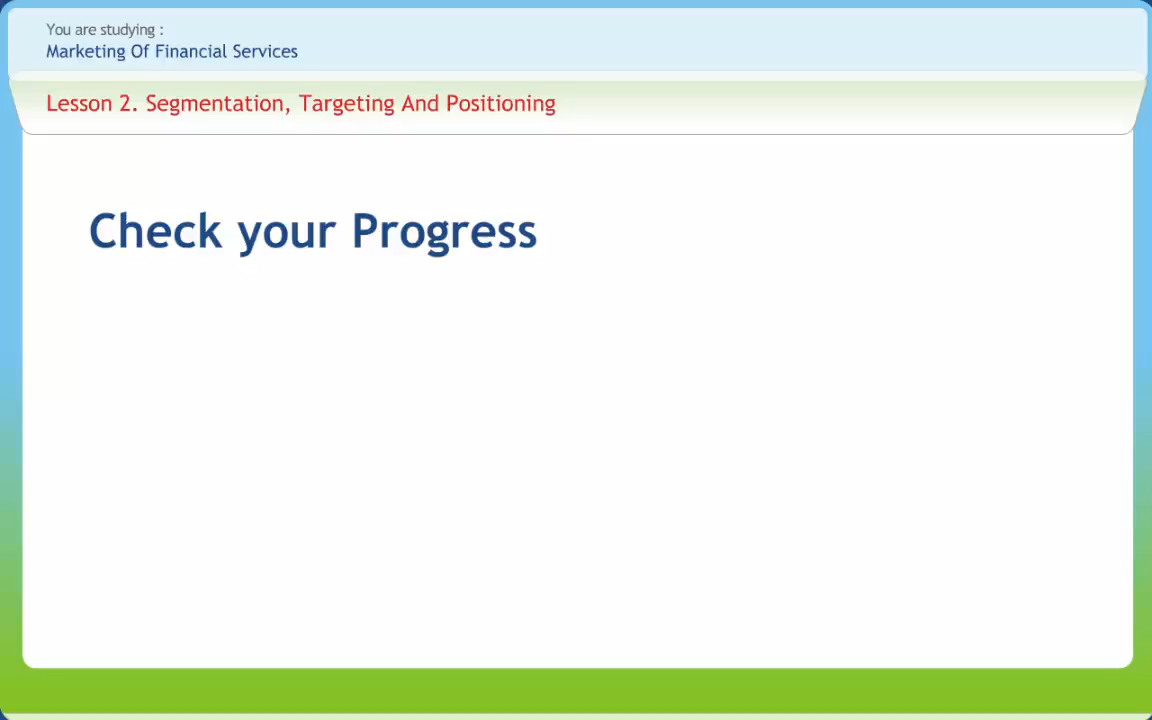 You are studying :
Marketing Of Financial Services
Lesson 2. Segmentation, Targeting And Positioning
Check your Progress